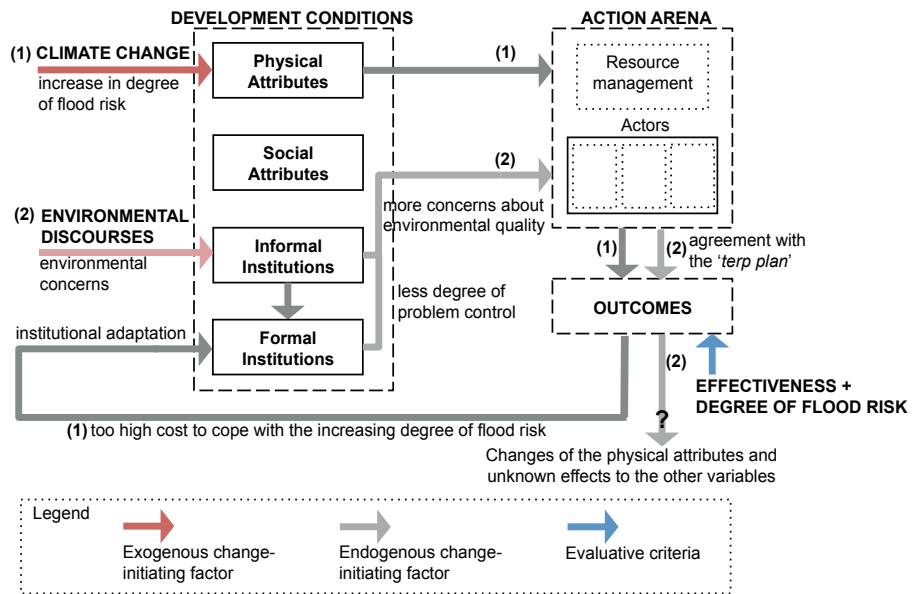 DEVELOPMENT CONDITIONS
ACTION ARENA
(1) CLIMATE CHANGE
increase in degree
of flood risk
Physical
Attributes
(1)
Resource
management
Actors
Social
Attributes
(2)
(2) ENVIRONMENTAL
DISCOURSES
environmental
concerns
Informal
Institutions
more concerns about
environmental quality
(1)
(2)
agreement with
the ‘terp plan’
less degree of
problem control
institutional adaptation
Formal
Institutions
OUTCOMES
(2)
EFFECTIVENESS +
DEGREE OF FLOOD RISK
(1) too high cost to cope with the increasing degree of flood risk
?
Changes of the physical attributes and
unknown effects to the other variables
Legend
Exogenous change-
initiating factor
Endogenous change-
initiating factor
Evaluative criteria